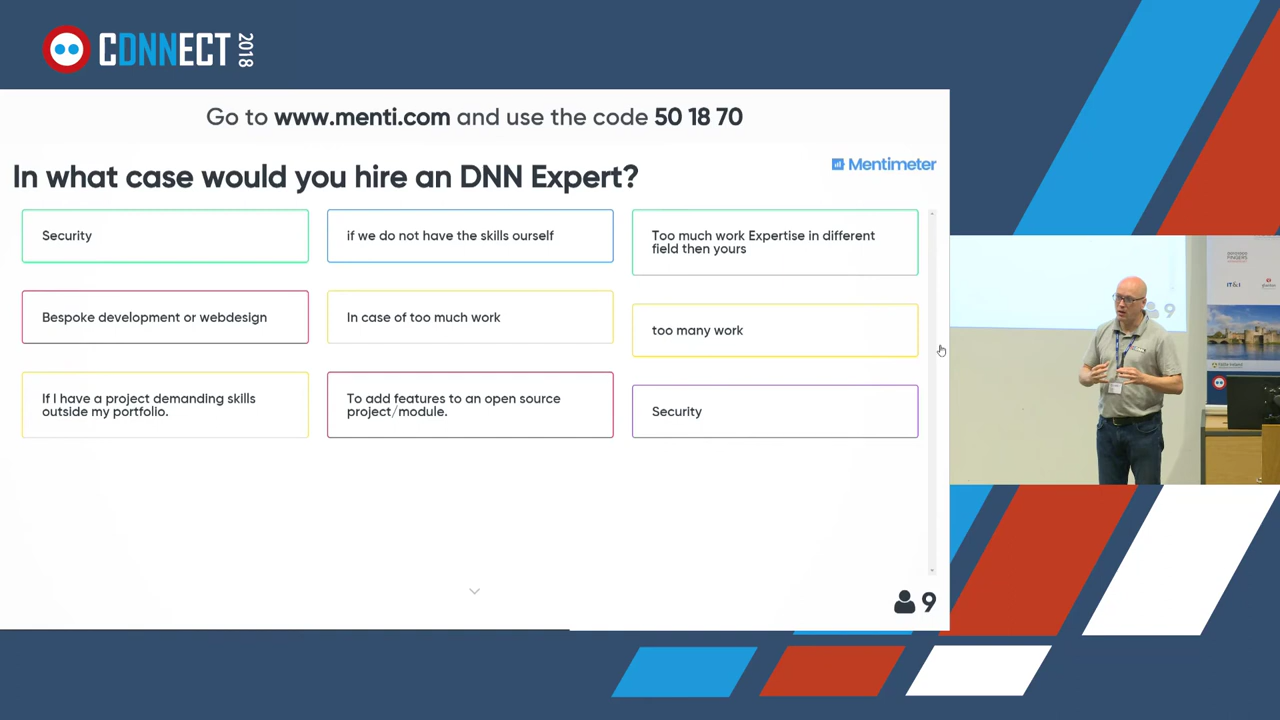 CDNNECT 2018
Go to www.menti.com and use the code 50 18 70
Mentimeter
In what case would you hire an DNN Expert?
Security
if we do not have the skills ourself
Too much work Expertise in different
field then yours
Bespoke development or webdesign
In case of too much work
too many work
If I have a project demanding skills
outside my portfolio.
To add features to an open source
project/module.
Security
9
9
FINGERS